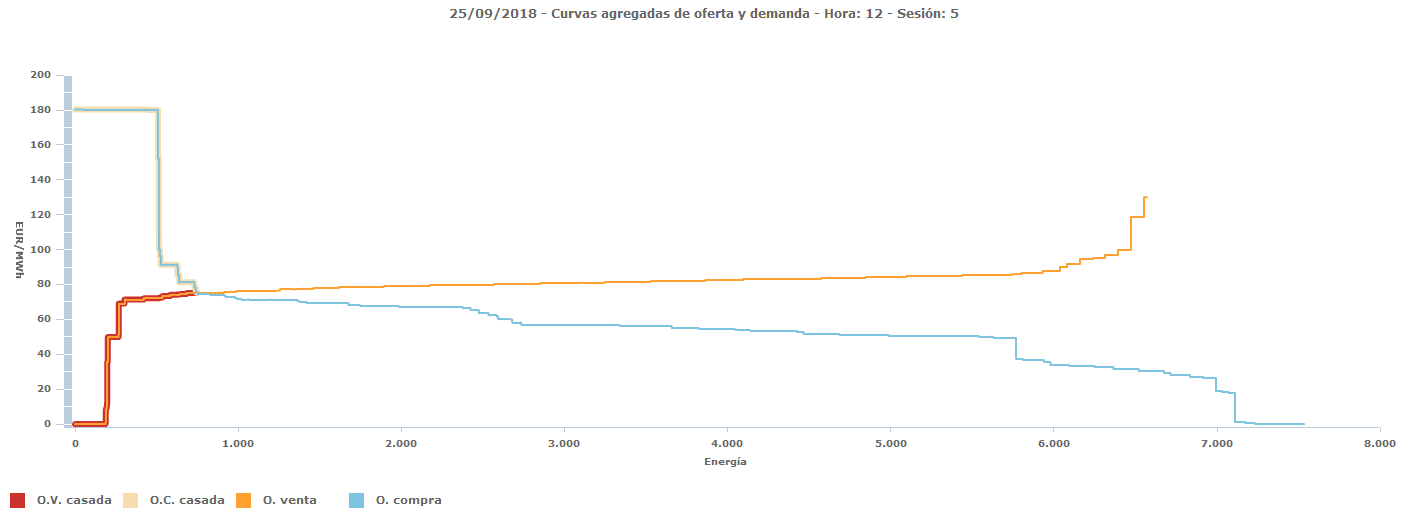 25/09/2018 - Curvas agregadas de oferta y demanda - Hora: 12 - Sesión: 5
200
180
160
140
120
100
80
60
40
20
0
EUR/MWh
0 1.000 2.000 3.000 4.000 5.000 6.000 7.000 8.000
Energía
O.V. casada O.C. casada O. venta O. compra